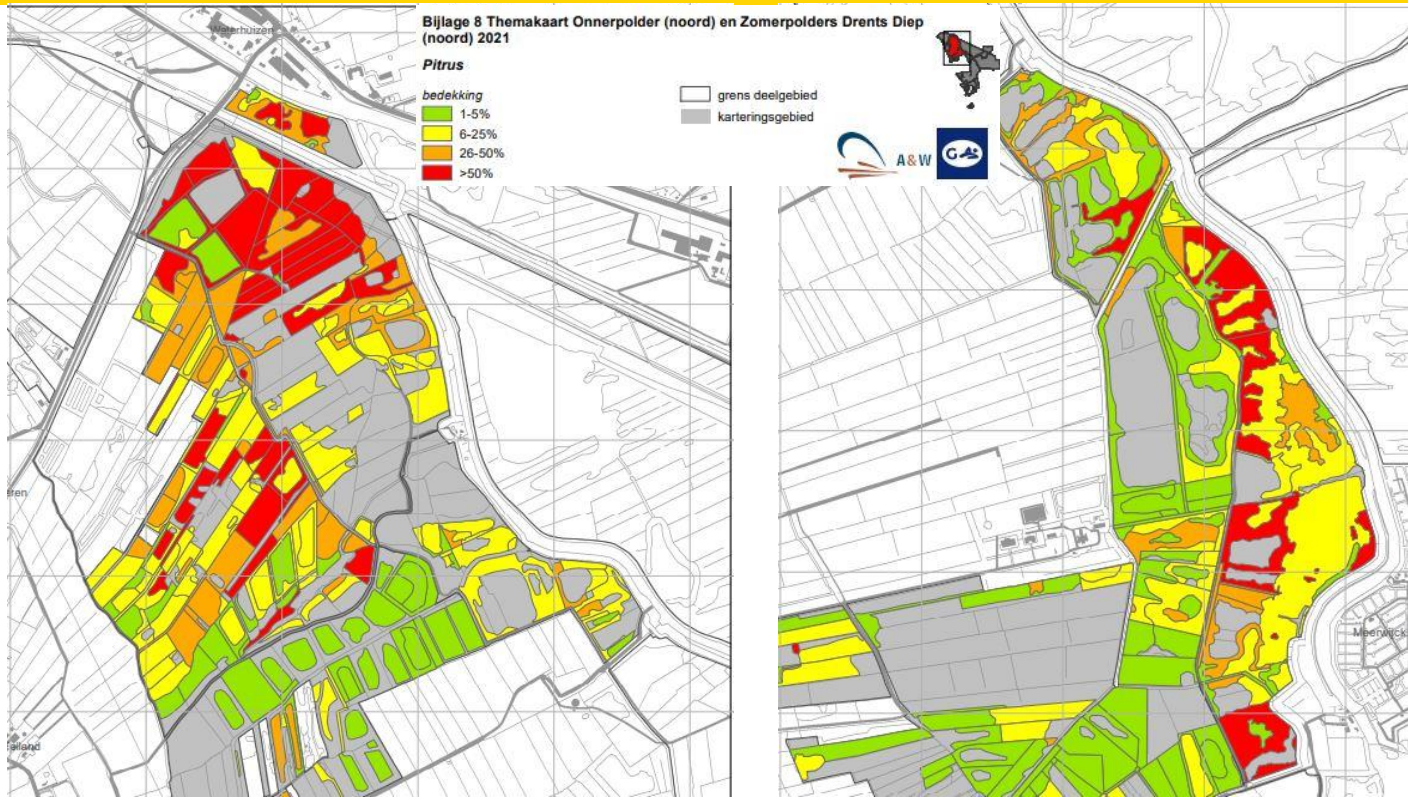 Waterhuizen
Bijlage 8 Themakaart Onnerpolder (noord) en Zomerpolders Drents Diep
(noord) 2021
Pitrus
bedekking
1-5%
6-25%
26-50%
>50%
grens deelgebied
karteringsgebied
A&W
G
Meerwijck